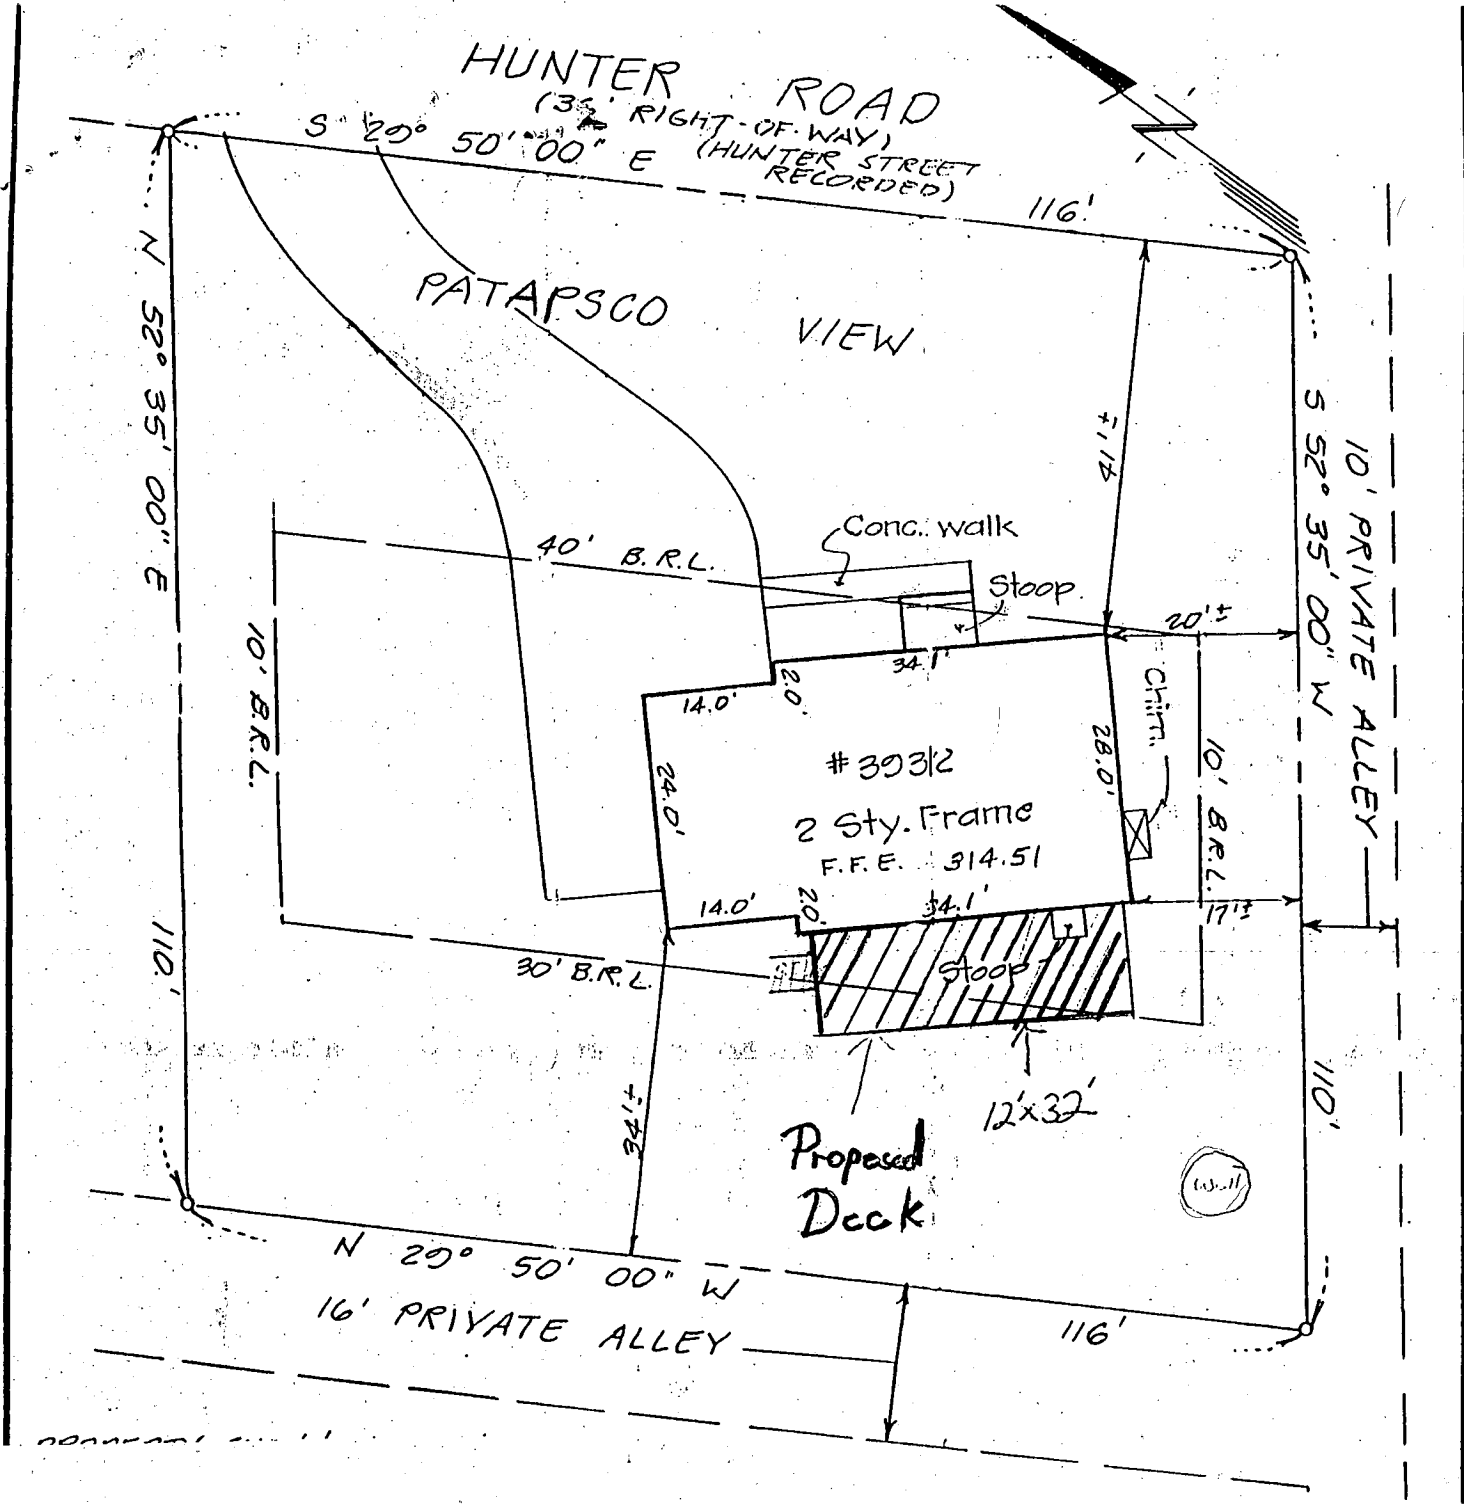 HUNTER ROAD
RIGHT-OF-WAY)
(HUNTER STREET
RECORDED)
S 29° 50' 00" E
116.'
N 52° 35' 00" E
110.'
PATAPSCO VIEW
41'±
S 52° 35' 00" W
110'
10' PRIVATE ALLEY
Conc. walk
Stoop.
40' B.R.L.
20'±
34.1'
2.0'
14.0'
Chim.
10' B.R.L.
24.0'
28.0'
10' B.R.L.
# 3932
2 Sty. Frame
F.F.E. 314.51
14.0'
2.0'
34.1'
17'±
30' B.R.L.
Stoop
34'±
12'x32'
Proposed
Deck
Well
N 29° 50' 00" W
116'
16' PRIVATE ALLEY